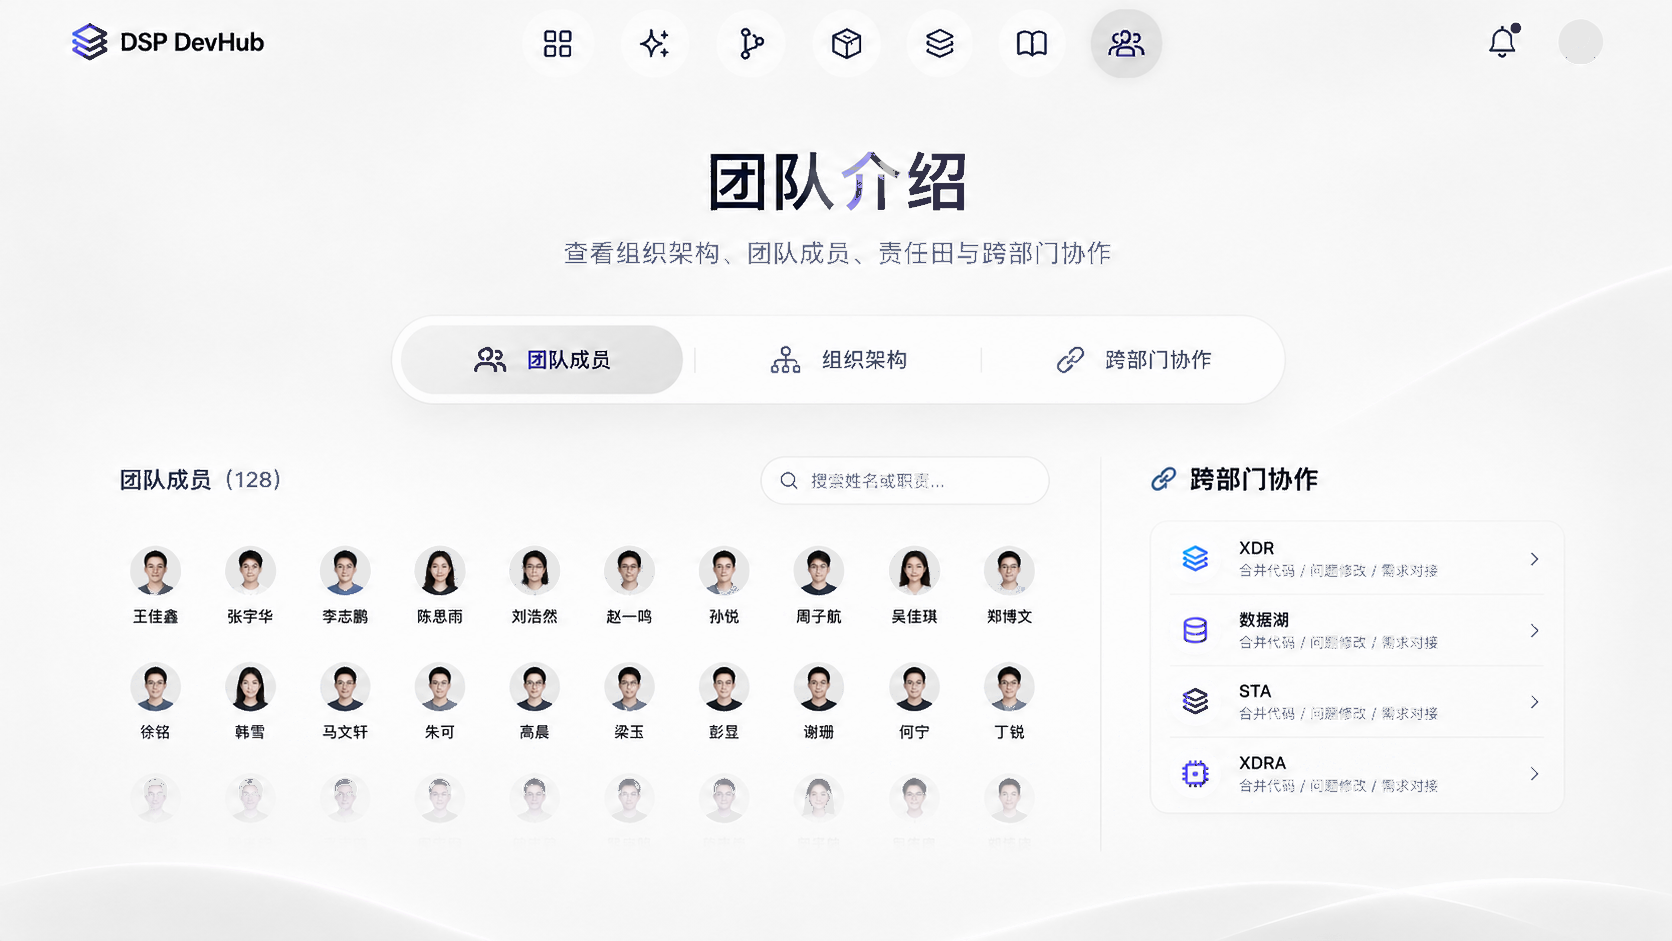 DSP DevHub
团队介绍
查看组织架构、团队成员、责任田与跨部门协作
团队成员
组织架构
跨部门协作
团队成员（128）
搜索姓名或职责...
王佳鑫 张宇华 李志鹏 陈思雨 刘浩然 赵一鸣 孙锐 周子航 吴佳琪 郑博文
徐铭 韩雪 马文轩 朱可 高晨 梁玉 彭显 谢珊 何宁 丁锐
跨部门协作
XDR
合并代码 / 问题修改 / 需求对接
数据湖
合并代码 / 问题修改 / 需求对接
STA
合并代码 / 问题修改 / 需求对接
XDRA
合并代码 / 问题修改 / 需求对接